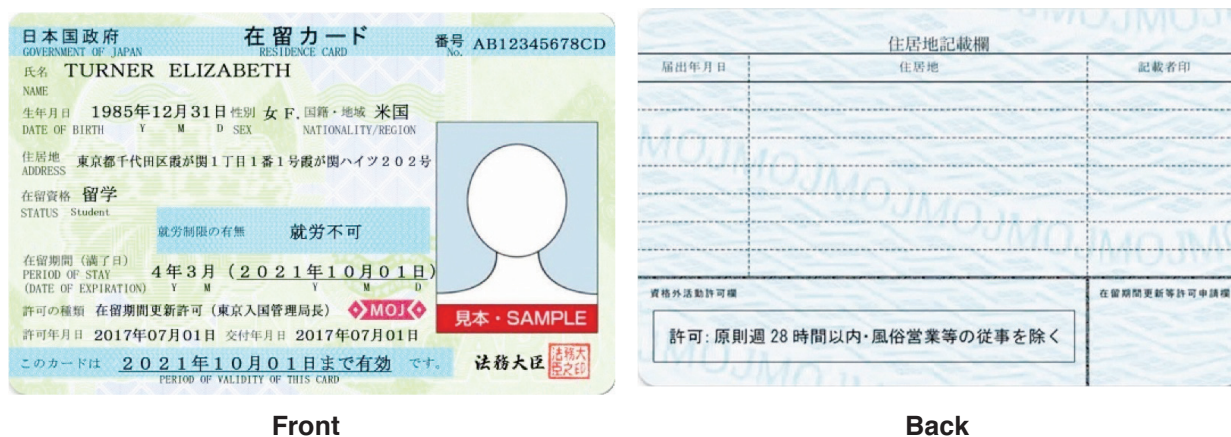 日本国政府 在留カード 番号 AB12345678CD
GOVERNMENT OF JAPAN RESIDENCE CARD No.
氏名 TURNER ELIZABETH
NAME
生年月日 1985年12月31日 性別 女 F. 国籍・地域 米国
DATE OF BIRTH Y M D SEX NATIONALITY/REGION
住居地 東京都千代田区霞が関1丁目1番1号霞が関ハイツ202号
ADDRESS
在留資格 留学
STATUS Student
就労制限の有無 就労不可
在留期間(満了日)
PERIOD OF STAY 4年3月(2021年10月01日)
(DATE OF EXPIRATION) Y M Y M D
許可の種類 在留期間更新許可(東京入国管理局長) MOJ
見本・SAMPLE
許可年月日 2017年07月01日 交付年月日 2017年07月01日
このカードは 2021年10月01日まで有効 です。
PERIOD OF VALIDITY OF THIS CARD
法務大臣 法務大臣之印
Front
住居地記載欄
届出年月日 住居地 記載者印
MOJMOJMOJMOJMOJMOJ
資格外活動許可欄 在留期間更新等許可申請欄
許可:原則週28時間以内・風俗営業等の従事を除く
Back